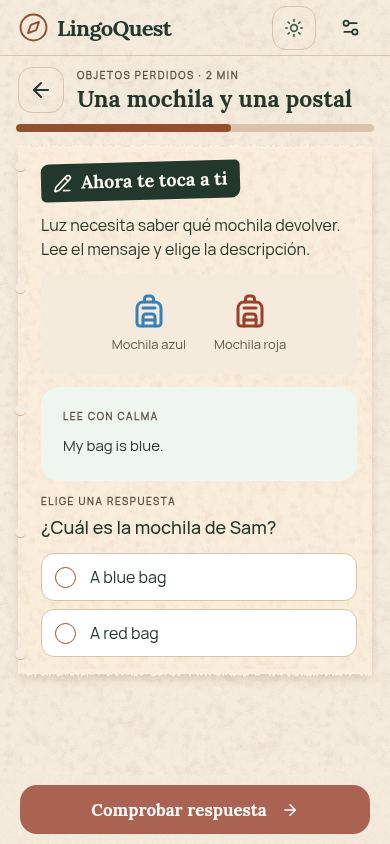 LingoQuest
OBJETOS PERDIDOS · 2 MIN
Una mochila y una postal
Ahora te toca a ti
Luz necesita saber qué mochila devolver.
Lee el mensaje y elige la descripción.
Mochila azul
Mochila roja
LEE CON CALMA
My bag is blue.
ELIGE UNA RESPUESTA
¿Cuál es la mochila de Sam?
A blue bag
A red bag
Comprobar respuesta